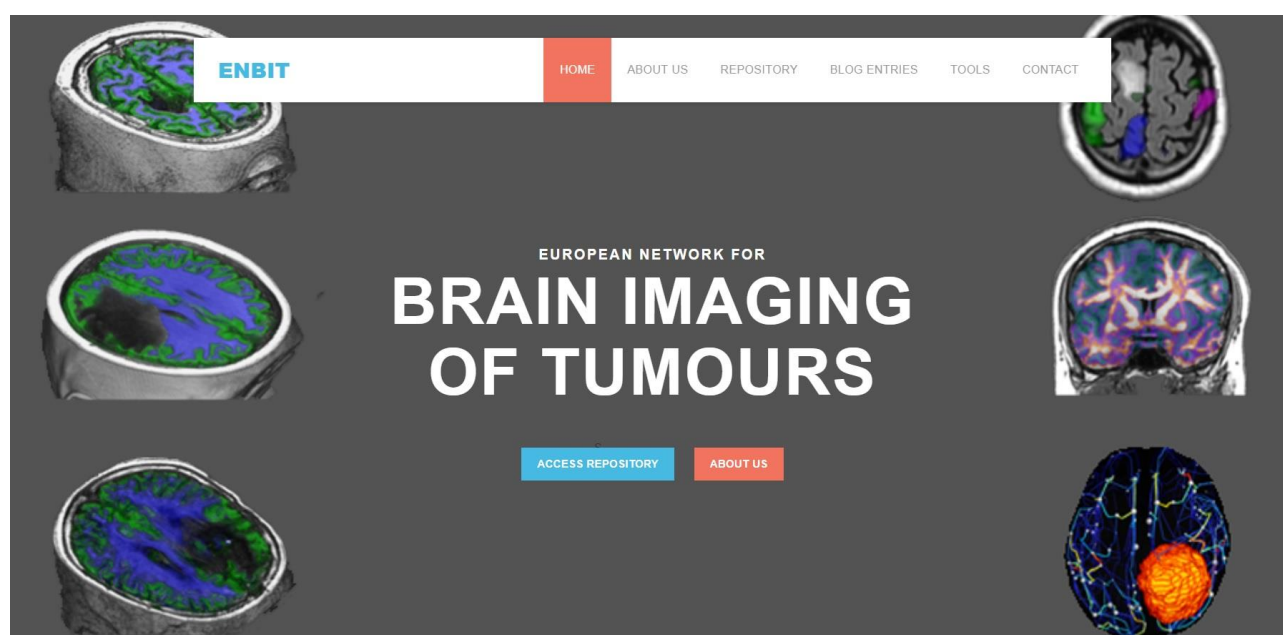 ENBIT
HOME ABOUT US REPOSITORY BLOG ENTRIES TOOLS CONTACT
EUROPEAN NETWORK FOR
BRAIN IMAGING
OF TUMOURS
ACCESS REPOSITORY ABOUT US